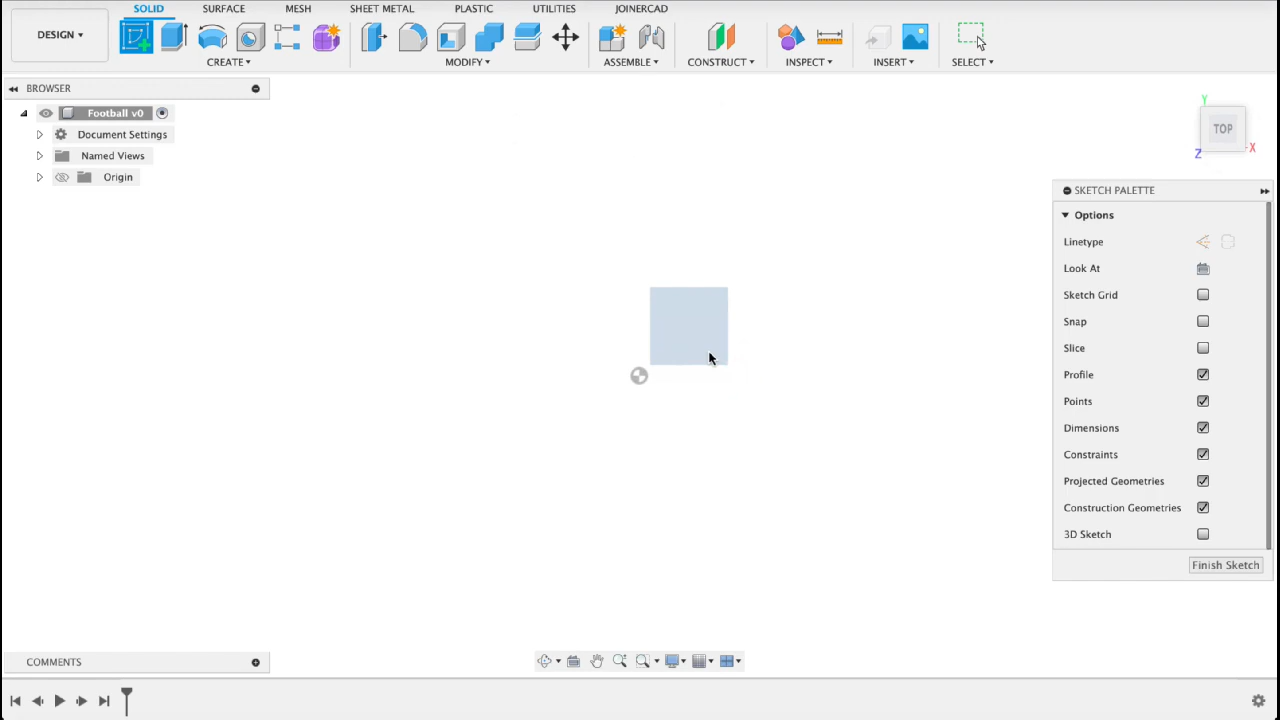 SOLID SURFACE MESH SHEET METAL PLASTIC UTILITIES JOINERCAD
DESIGN
CREATE MODIFY ASSEMBLE CONSTRUCT INSPECT INSERT SELECT
BROWSER
Football v0
Document Settings
Named Views
Origin
Y
TOP
Z X
SKETCH PALETTE
Options
Linetype
Look At
Sketch Grid
Snap
Slice
Profile
Points
Dimensions
Constraints
Projected Geometries
Construction Geometries
3D Sketch
Finish Sketch
COMMENTS